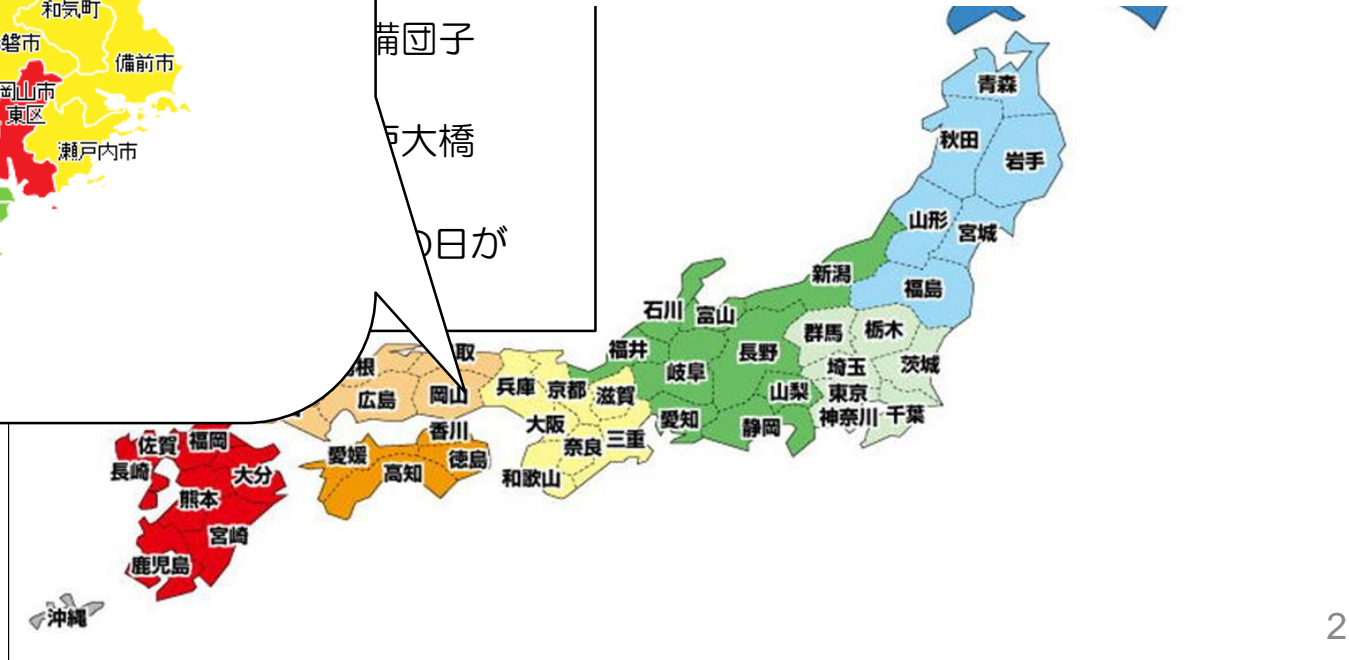 和気町
磐市
備前市
岡山市
東区
瀬戸内市
備団子
戸大橋
の日が
青森
秋田
岩手
山形
宮城
新潟
福島
石川
富山
群馬
栃木
福井
長野
岐阜
埼玉
茨城
山梨
東京
愛知
静岡
神奈川
千葉
根
取
広島
岡山
兵庫
京都
滋賀
大阪
奈良
三重
和歌山
香川
愛媛
徳島
高知
佐賀
福岡
長崎
大分
熊本
宮崎
鹿児島
沖縄
2